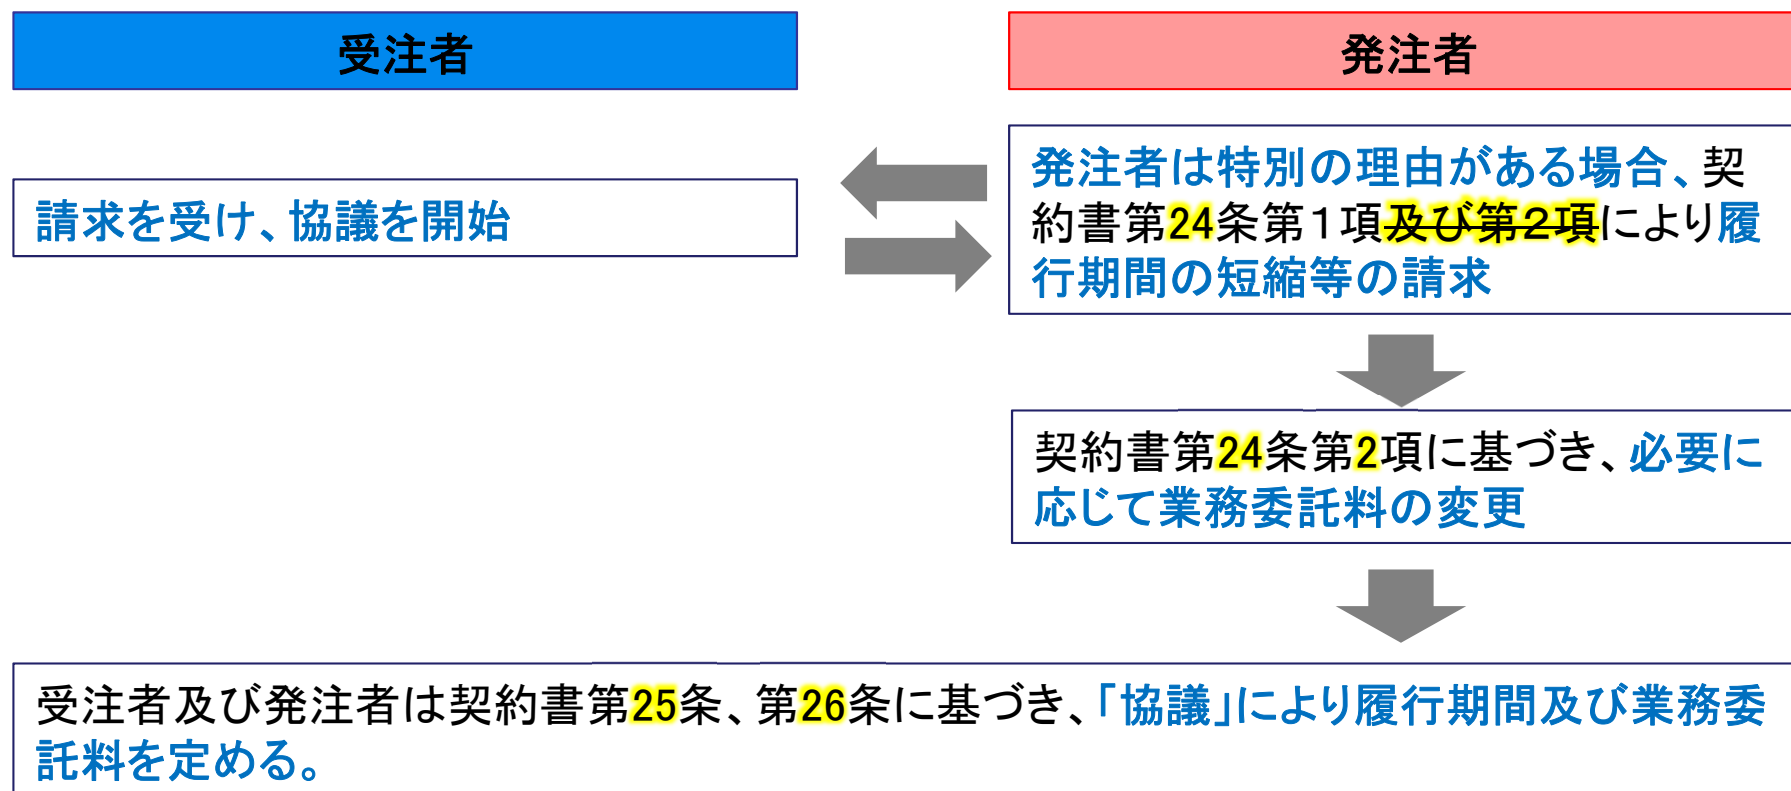 受注者
発注者
請求を受け、協議を開始
発注者は特別の理由がある場合、契
約書第24条第1項及び第2項により履
行期間の短縮等の請求
契約書第24条第2項に基づき、必要に
応じて業務委託料の変更
受注者及び発注者は契約書第25条、第26条に基づき、「協議」により履行期間及び業務委
託料を定める。